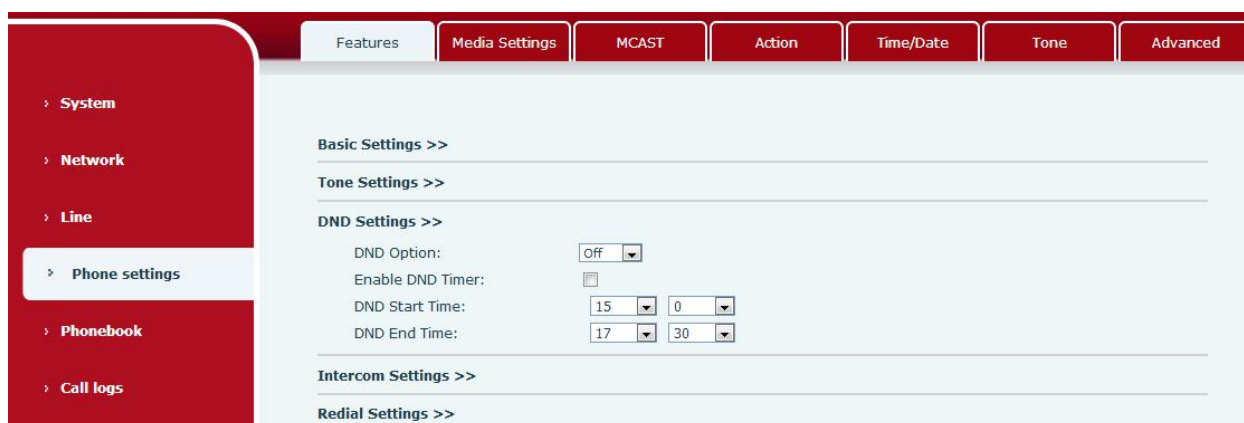 Features Media Settings MCAST Action Time/Date Tone Advanced
› System
› Network
› Line
› Phone settings
› Phonebook
› Call logs
Basic Settings >>
Tone Settings >>
DND Settings >>
DND Option: Off
Enable DND Timer:
DND Start Time: 15 0
DND End Time: 17 30
Intercom Settings >>
Redial Settings >>